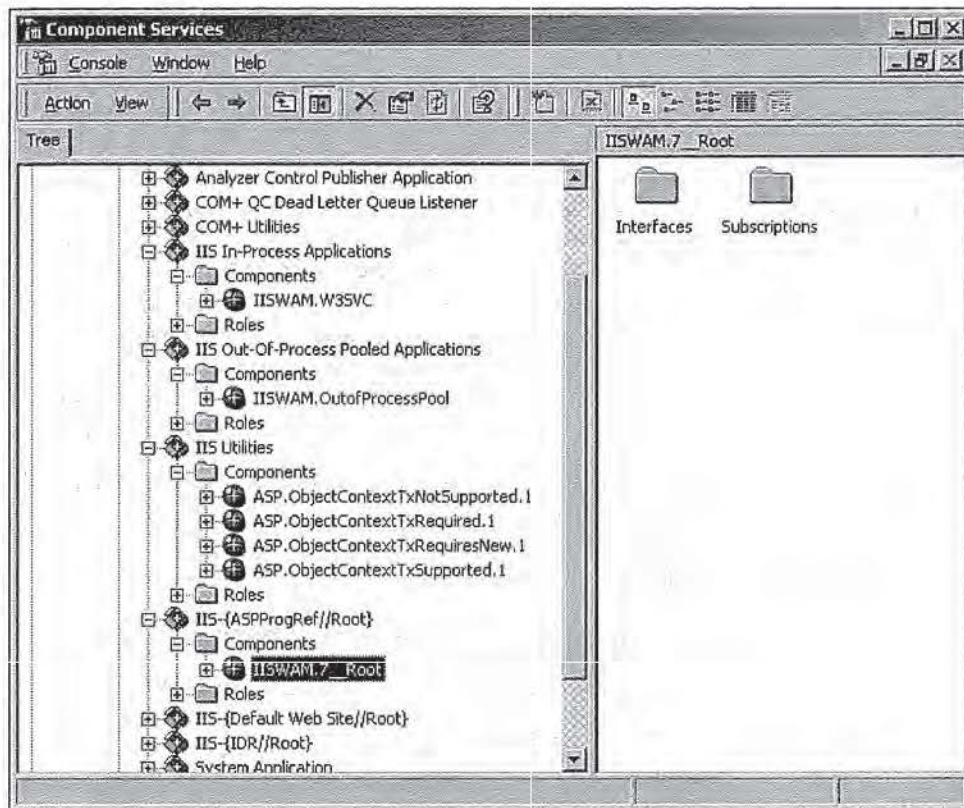 Component Services
Console Window Help
Action View
Tree
IISWAM.7__Root
Analyzer Control Publisher Application
COM+ QC Dead Letter Queue Listener
COM+ Utilities
IIS In-Process Applications
Components
IISWAM.W3SVC
Roles
IIS Out-Of-Process Pooled Applications
Components
IISWAM.OutofProcessPool
Roles
IIS Utilities
Components
ASP.ObjectContextTxNotSupported.1
ASP.ObjectContextTxRequired.1
ASP.ObjectContextTxRequiresNew.1
ASP.ObjectContextTxSupported.1
Roles
IIS-{ASPProgRef//Root}
Components
IISWAM.7__Root
Roles
IIS-{Default Web Site//Root}
IIS-{IDR//Root}
System Application
Interfaces Subscriptions